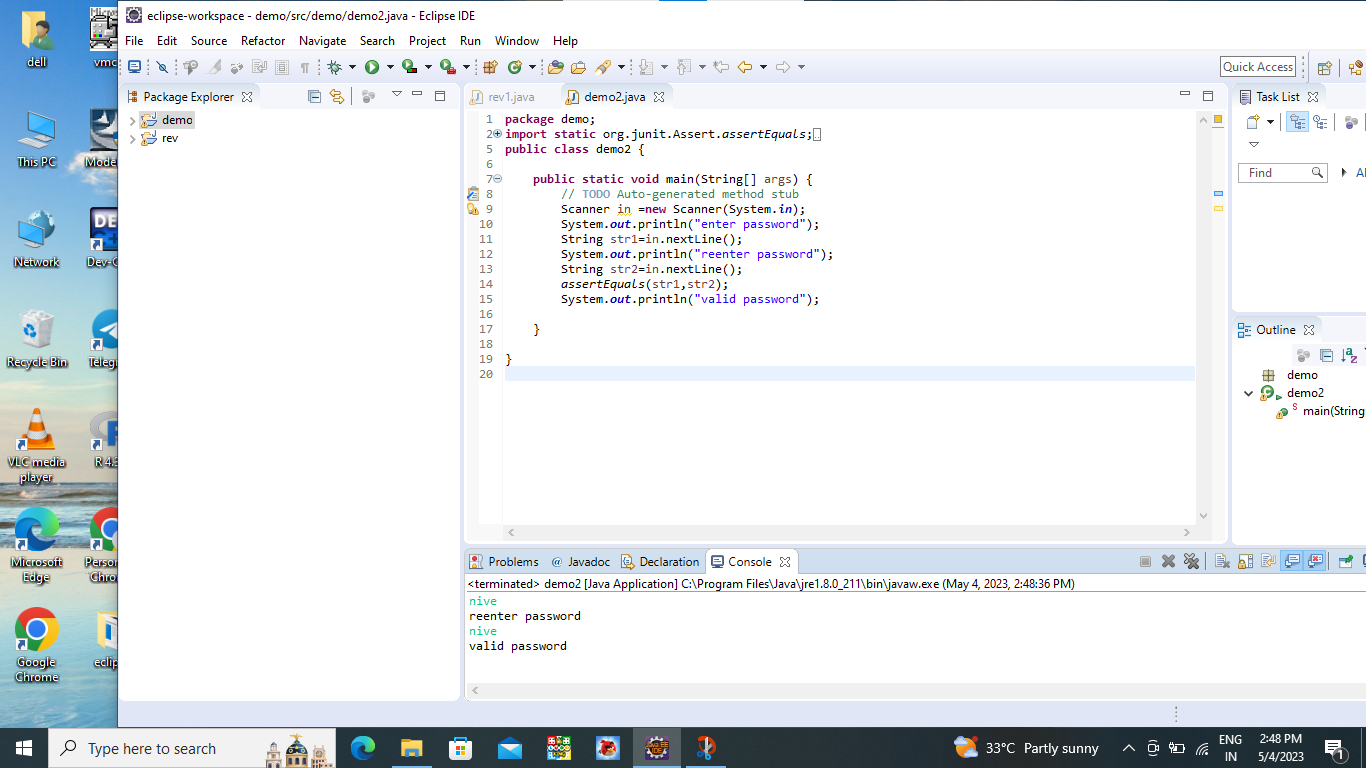 eclipse-workspace - demo/src/demo/demo2.java - Eclipse IDE
File Edit Source Refactor Navigate Search Project Run Window Help
Quick Access
Package Explorer
demo
rev
rev1.java
demo2.java
1 package demo;
2 import static org.junit.Assert.assertEquals;
5 public class demo2 {
6
7 public static void main(String[] args) {
8 // TODO Auto-generated method stub
9 Scanner in =new Scanner(System.in);
10 System.out.println("enter password");
11 String str1=in.nextLine();
12 System.out.println("reenter password");
13 String str2=in.nextLine();
14 assertEquals(str1,str2);
15 System.out.println("valid password");
16
17 }
18
19 }
20
Task List
Find
Al
Outline
demo
demo2
main(String
Problems @ Javadoc Declaration Console
<terminated> demo2 [Java Application] C:\Program Files\Java\jre1.8.0_211\bin\javaw.exe (May 4, 2023, 2:48:36 PM)
nive
reenter password
nive
valid password
dell
vmc
This PC
Mode
Network
Dev-C
Recycle Bin
Telegr
VLC media
player
R 4.
Microsoft
Edge
Person
Chro
Google
Chrome
eclip
Type here to search
33°C Partly sunny
ENG
IN
2:48 PM
5/4/2023
1